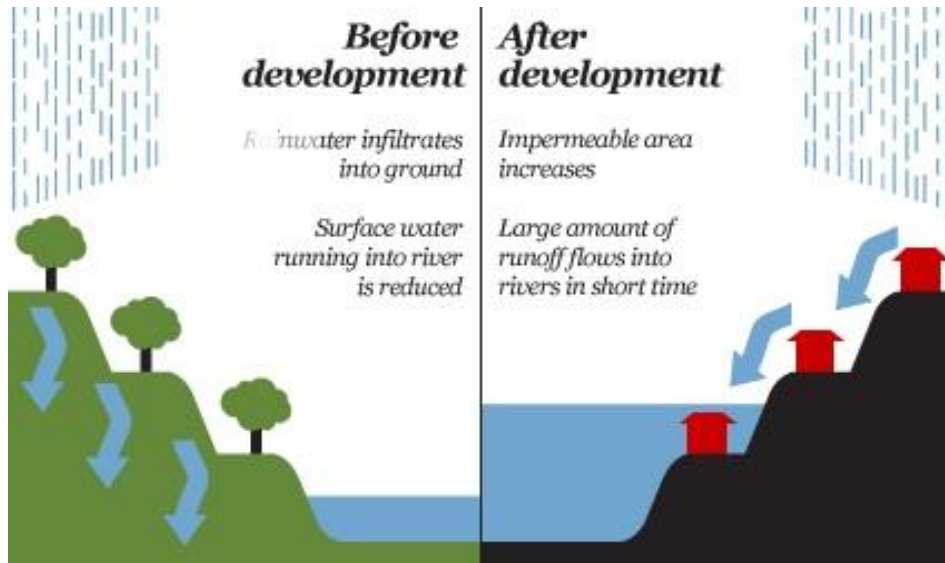 Before
development
Rainwater infiltrates
into ground
Surface water
running into river
is reduced
After
development
Impermeable area
increases
Large amount of
runoff flows into
rivers in short time